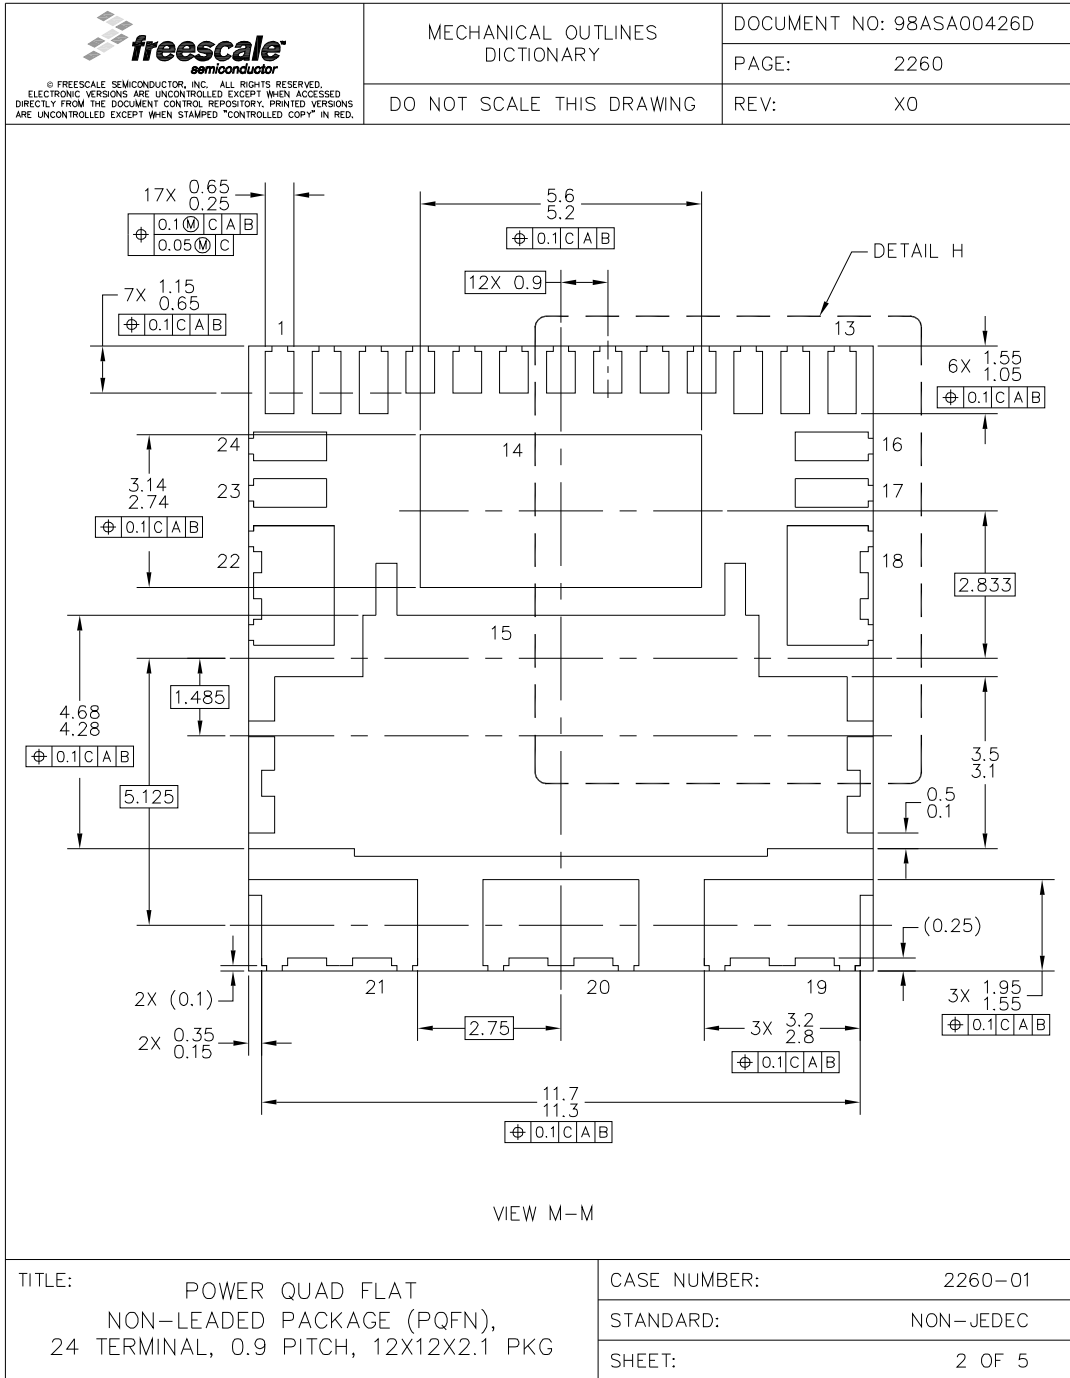 freescale
semiconductor
© FREESCALE SEMICONDUCTOR, INC. ALL RIGHTS RESERVED.
ELECTRONIC VERSIONS ARE UNCONTROLLED EXCEPT WHEN ACCESSED
DIRECTLY FROM THE DOCUMENT CONTROL REPOSITORY. PRINTED VERSIONS
ARE UNCONTROLLED EXCEPT WHEN STAMPED "CONTROLLED COPY" IN RED.
MECHANICAL OUTLINES
DICTIONARY
DO NOT SCALE THIS DRAWING
DOCUMENT NO: 98ASA00426D
PAGE: 2260
REV: XO
17X 0.65
0.25
⌖ 0.1Ⓜ C A B
0.05Ⓜ C
5.6
5.2
⌖ 0.1 C A B
DETAIL H
12X 0.9
7X 1.15
0.65
⌖ 0.1 C A B
1
13
6X 1.55
1.05
⌖ 0.1 C A B
24
14
16
3.14
2.74
⌖ 0.1 C A B
23
17
22
18
2.833
15
1.485
4.68
4.28
⌖ 0.1 C A B
3.5
3.1
5.125
0.5
0.1
(0.25)
2X (0.1)
21
20
19
3X 1.95
1.55
⌖ 0.1 C A B
2X 0.35
0.15
2.75
3X 3.2
2.8
⌖ 0.1 C A B
11.7
11.3
⌖ 0.1 C A B
VIEW M-M
TITLE:
POWER QUAD FLAT
NON-LEADED PACKAGE (PQFN),
24 TERMINAL, 0.9 PITCH, 12X12X2.1 PKG
CASE NUMBER: 2260-01
STANDARD: NON-JEDEC
SHEET: 2 OF 5